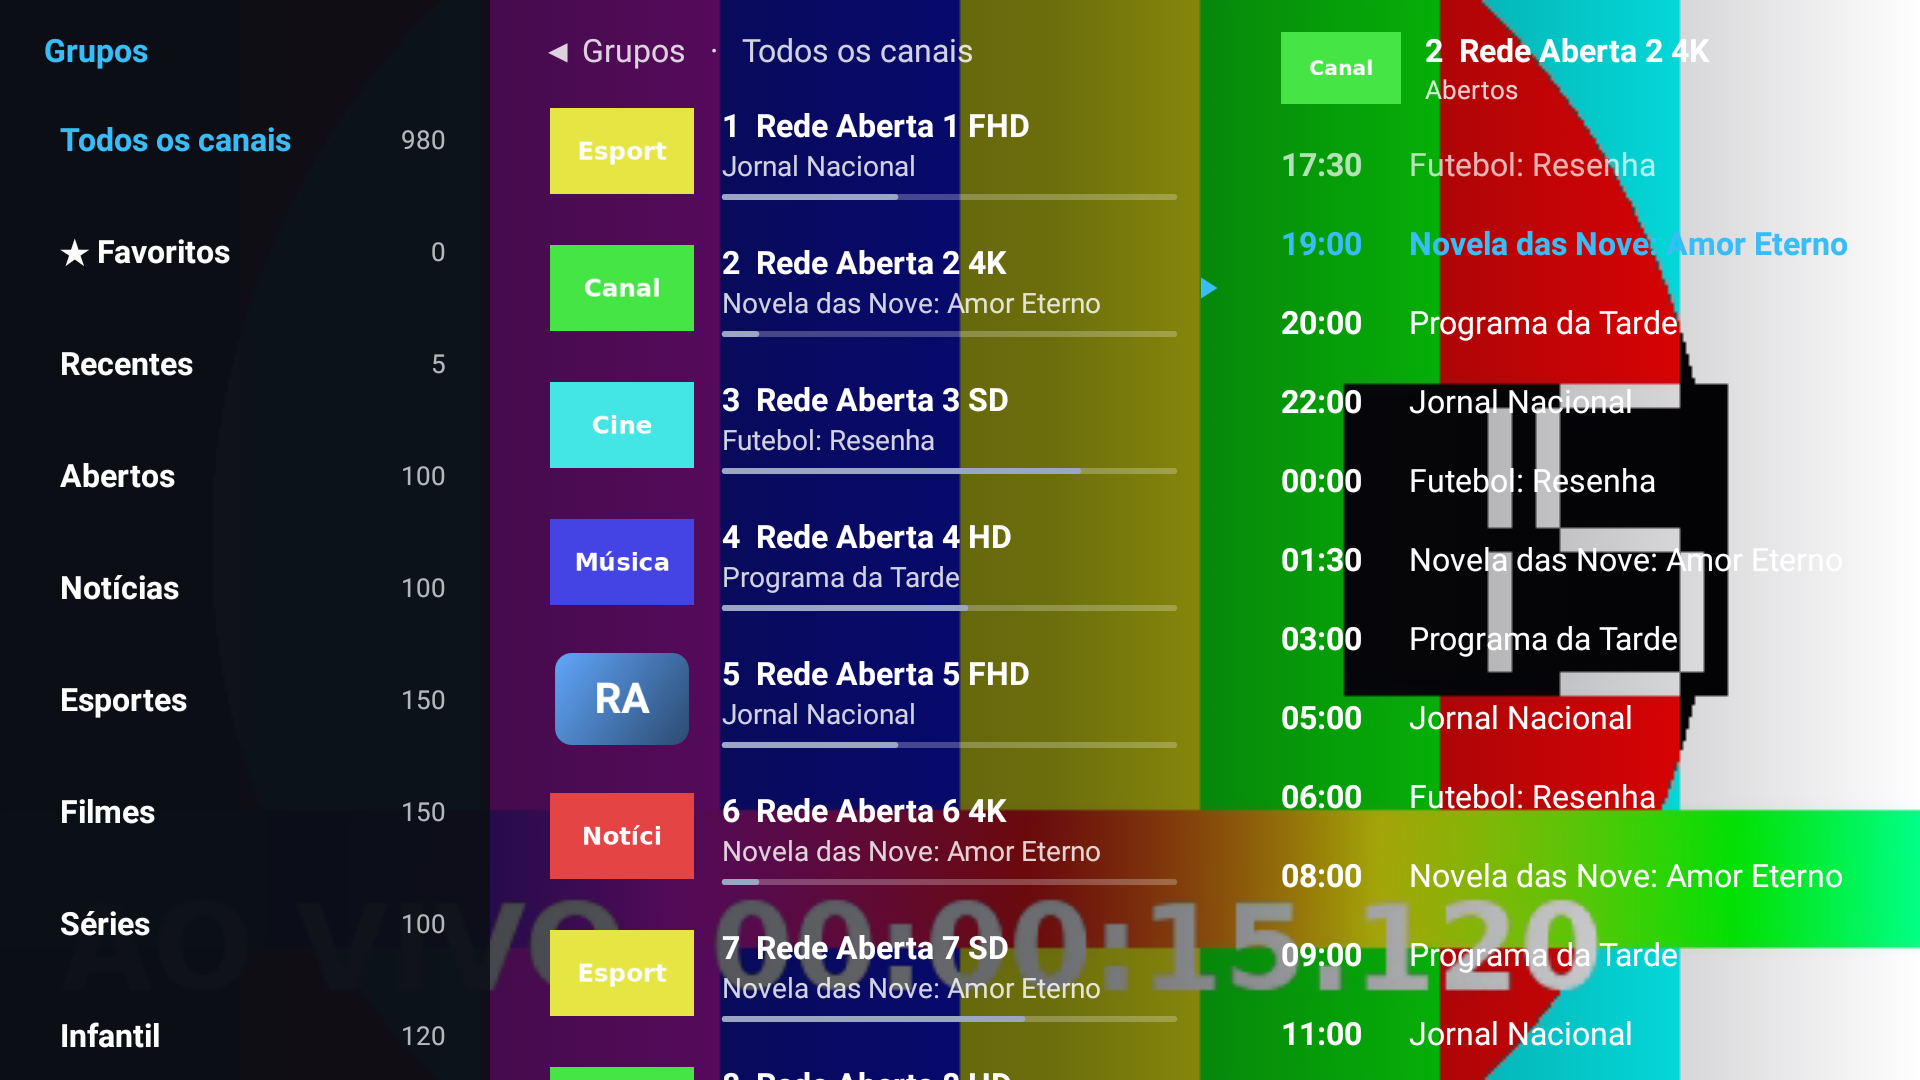 Grupos
Todos os canais 980
★ Favoritos 0
Recentes 5
Abertos 100
Notícias 100
Esportes 150
Filmes 150
Séries 100
Infantil 120
◀ Grupos · Todos os canais
Esport
1 Rede Aberta 1 FHD
Jornal Nacional
Canal
2 Rede Aberta 2 4K
Novela das Nove: Amor Eterno
Cine
3 Rede Aberta 3 SD
Futebol: Resenha
Música
4 Rede Aberta 4 HD
Programa da Tarde
RA
5 Rede Aberta 5 FHD
Jornal Nacional
Notíci
6 Rede Aberta 6 4K
Novela das Nove: Amor Eterno
Esport
7 Rede Aberta 7 SD
Novela das Nove: Amor Eterno
8 Rede Aberta 8 HD
Canal
2 Rede Aberta 2 4K
Abertos
17:30 Futebol: Resenha
19:00 Novela das Nove: Amor Eterno
20:00 Programa da Tarde
22:00 Jornal Nacional
00:00 Futebol: Resenha
01:30 Novela das Nove: Amor Eterno
03:00 Programa da Tarde
05:00 Jornal Nacional
06:00 Futebol: Resenha
08:00 Novela das Nove: Amor Eterno
09:00 Programa da Tarde
11:00 Jornal Nacional
AO VIVO 00:00:15.120